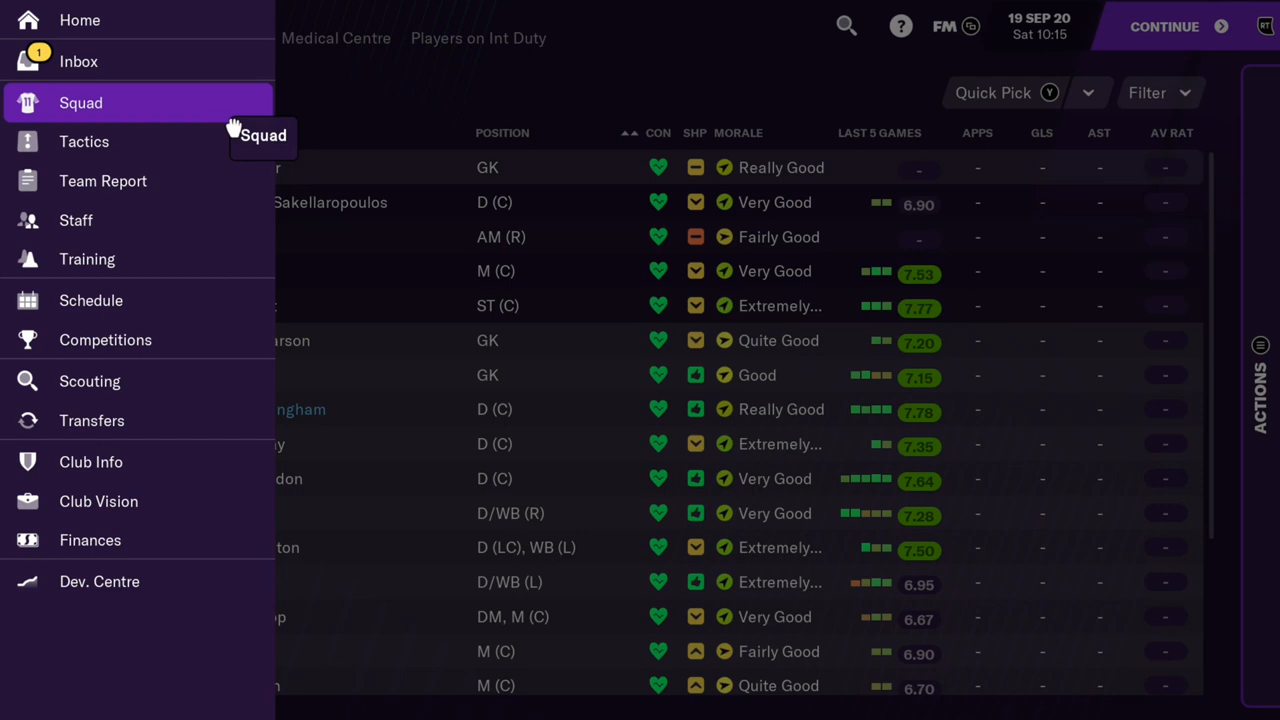 Home
1
Inbox
11
Squad
Squad
Tactics
Team Report
Staff
Training
Schedule
Competitions
Scouting
Transfers
Club Info
Club Vision
Finances
Dev. Centre
Medical Centre Players on Int Duty
? FM 19 SEP 20
Sat 10:15
CONTINUE RT
Quick Pick Y Filter
POSITION CON SHP MORALE LAST 5 GAMES APPS GLS AST AV RAT
r GK Really Good - - - - -
Sakellaropoulos D (C) Very Good 6.90 - - - -
AM (R) Fairly Good - - - - -
M (C) Very Good 7.53 - - - -
ST (C) Extremely... 7.77 - - - -
arson GK Quite Good 7.20 - - - -
GK Good 7.15 - - - -
ngham D (C) Really Good 7.78 - - - -
y D (C) Extremely... 7.35 - - - -
don D (C) Very Good 7.64 - - - -
D/WB (R) Very Good 7.28 - - - -
ton D (LC), WB (L) Extremely... 7.50 - - - -
D/WB (L) Extremely... 6.95 - - - -
op DM, M (C) Very Good 6.67 - - - -
M (C) Fairly Good 6.90 - - - -
n M (C) Quite Good 6.70 - - - -
ACTIONS